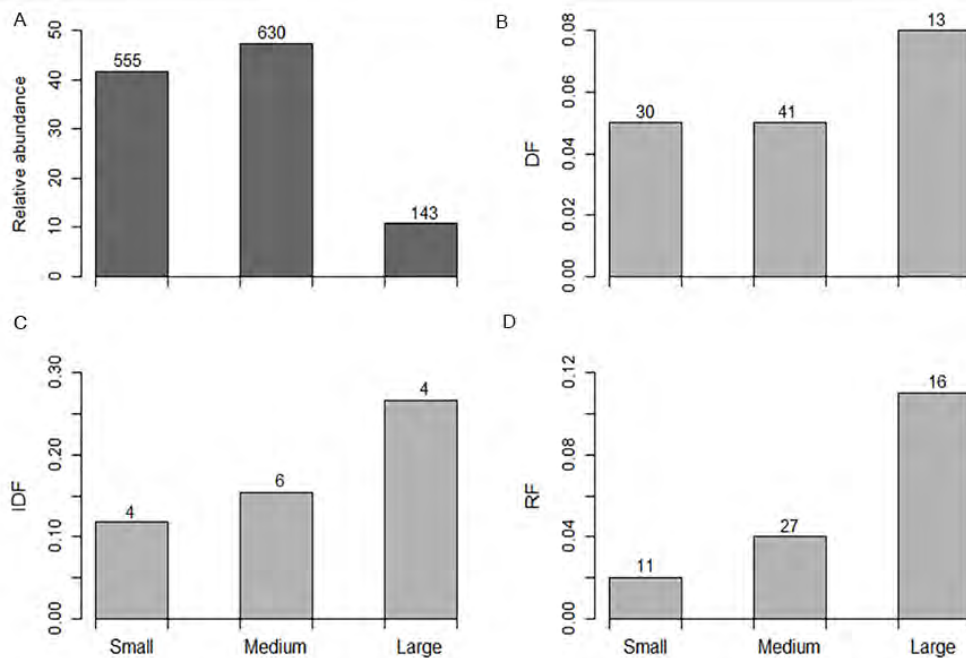 A
Relative abundance
0 10 20 30 40 50
555
630
143
B
DF
0.00 0.02 0.04 0.06 0.08
30
41
13
C
IDF
0.00 0.10 0.20 0.30
4
6
4
Small Medium Large
D
RF
0.00 0.04 0.08 0.12
11
27
16
Small Medium Large